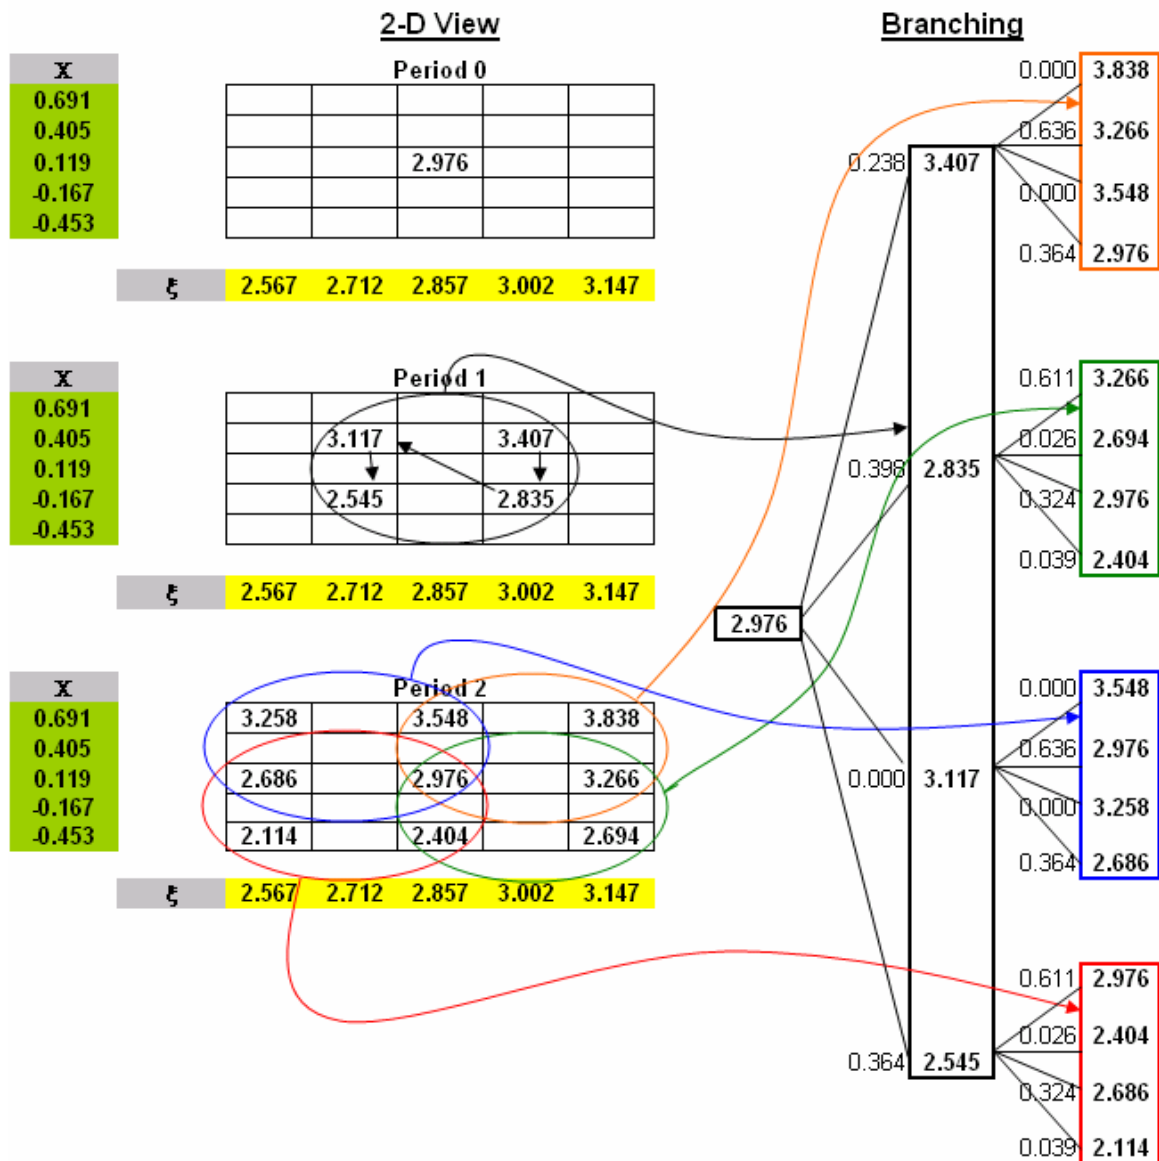 2-D View
Branching
χ
Period 0
0.691
0.405
0.119 2.976
-0.167
-0.453
ξ 2.567 2.712 2.857 3.002 3.147
χ
Period 1
0.691
0.405 3.117 3.407
0.119
-0.167 2.545 2.835
-0.453
ξ 2.567 2.712 2.857 3.002 3.147
χ
Period 2
0.691 3.258 3.548 3.838
0.405
0.119 2.686 2.976 3.266
-0.167
-0.453 2.114 2.404 2.694
ξ 2.567 2.712 2.857 3.002 3.147
2.976
0.238 3.407
0.396 2.835
0.000 3.117
0.364 2.545
0.000 3.838
0.636 3.266
0.000 3.548
0.364 2.976
0.611 3.266
0.026 2.694
0.324 2.976
0.039 2.404
0.000 3.548
0.636 2.976
0.000 3.258
0.364 2.686
0.611 2.976
0.026 2.404
0.324 2.686
0.039 2.114